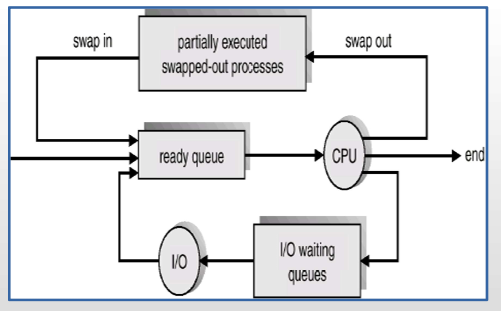 swap in
partially executed
swapped-out processes
swap out
ready queue
CPU
end
I/O
I/O waiting
queues